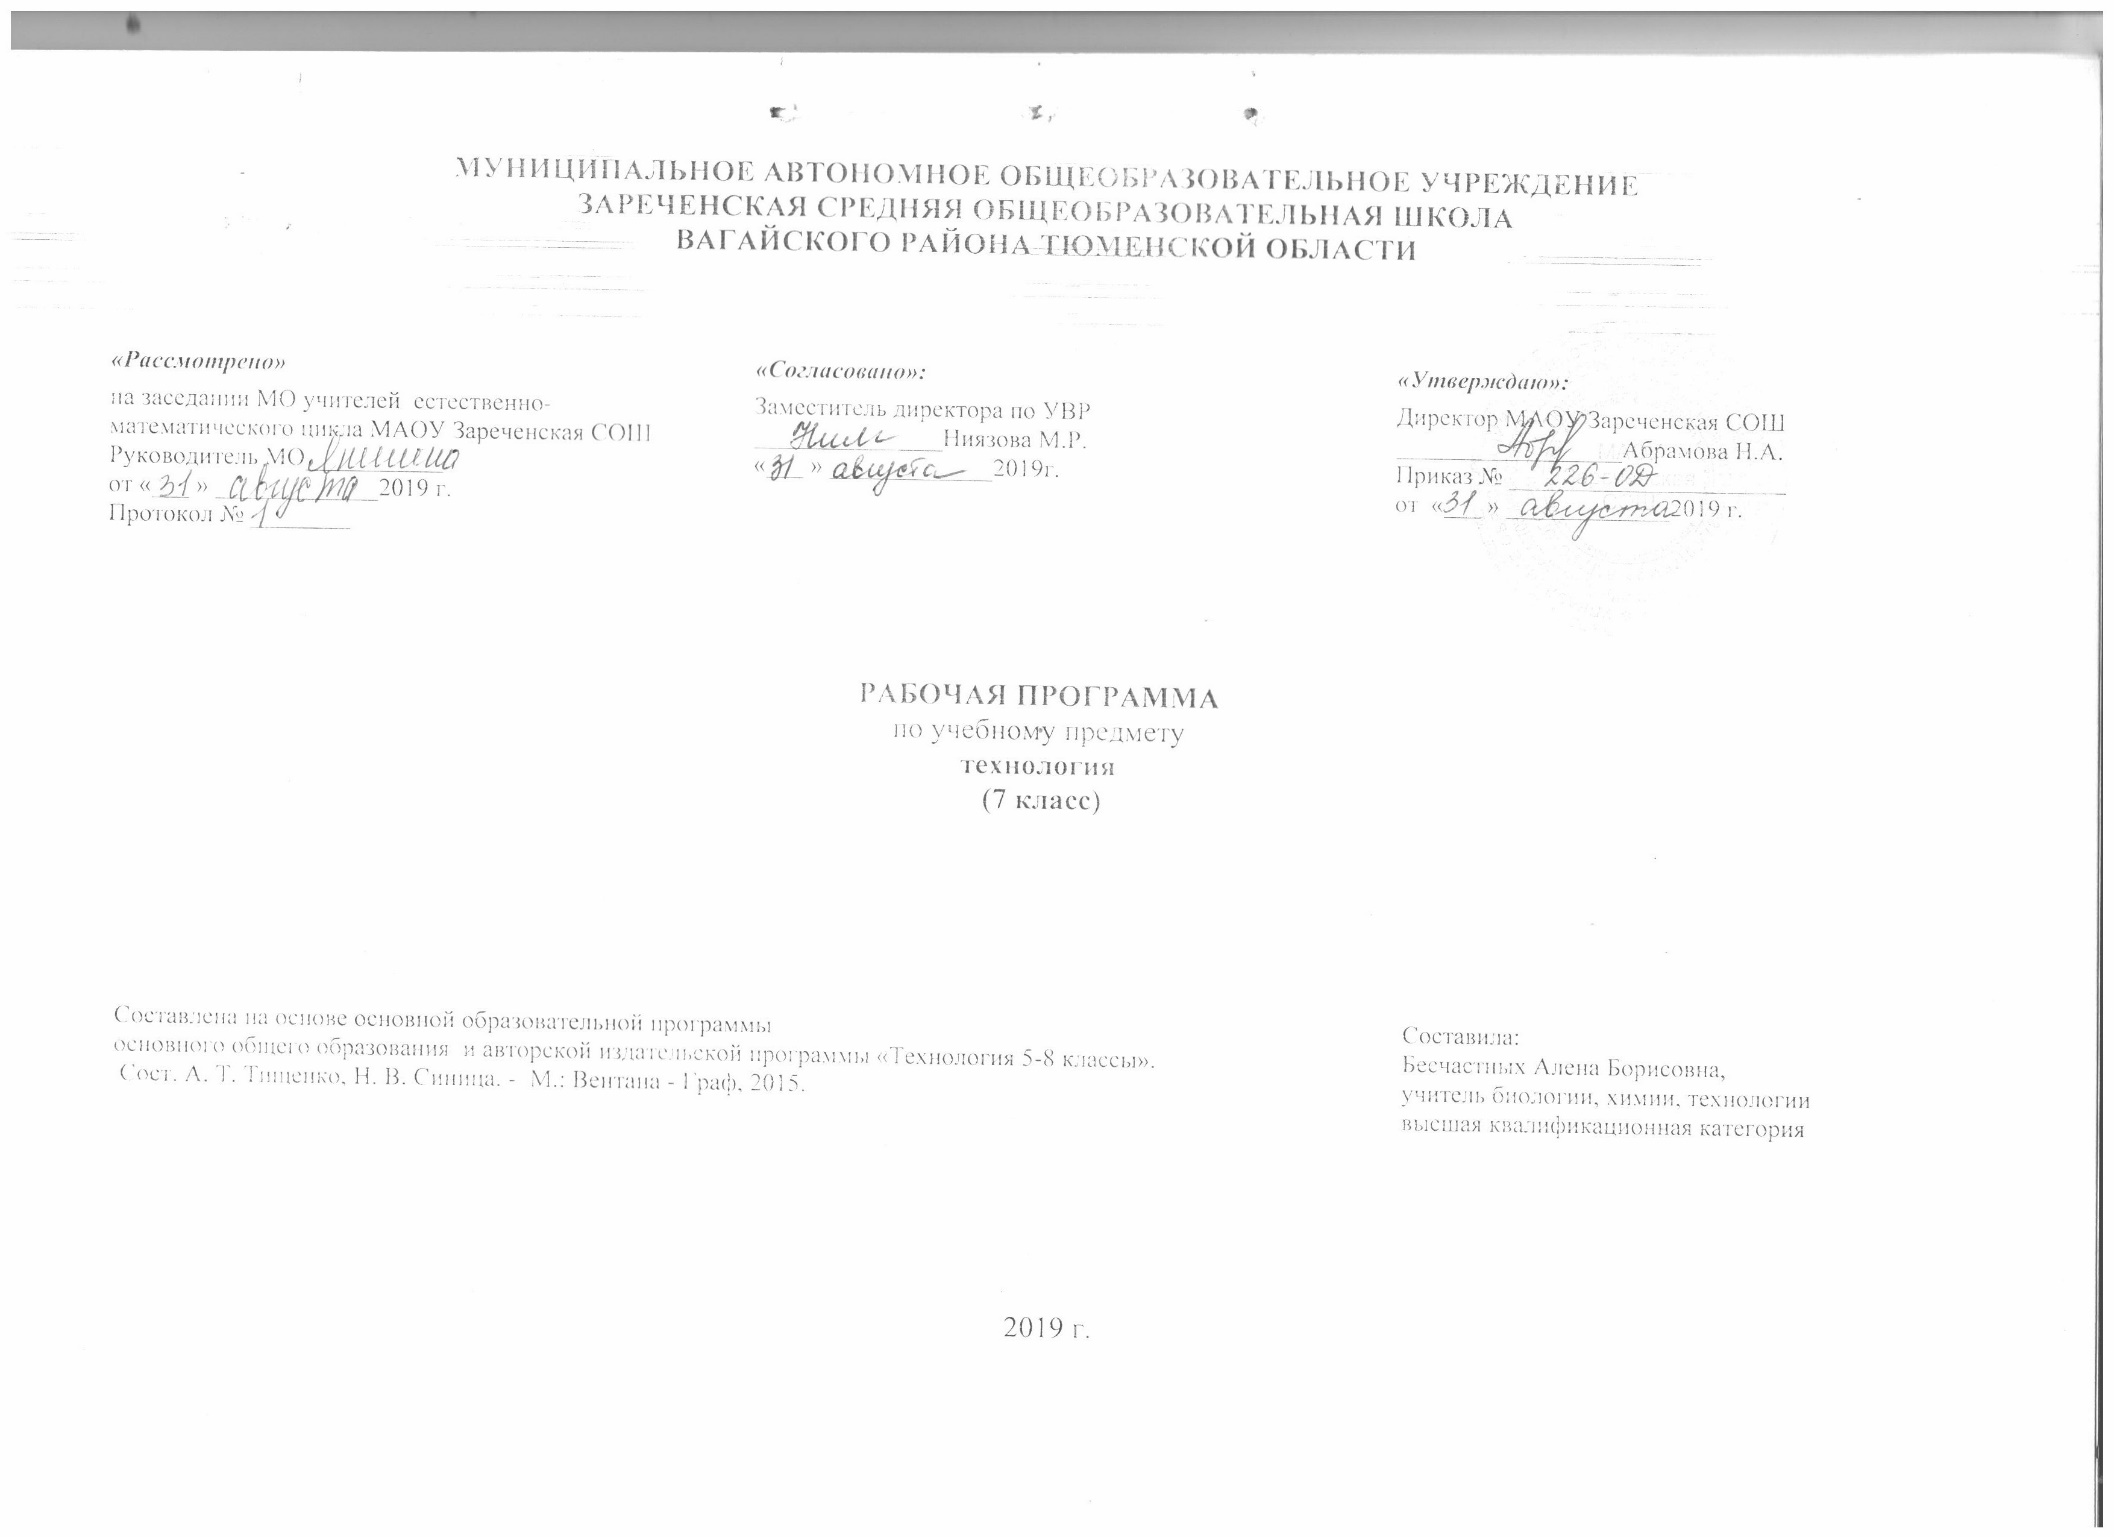 МУНИЦИПАЛЬНОЕ АВТОНОМНОЕ ОБЩЕОБРАЗОВАТЕЛЬНОЕ УЧРЕЖДЕНИЕ
ЗАРЕЧЕНСКАЯ СРЕДНЯЯ ОБЩЕОБРАЗОВАТЕЛЬНАЯ ШКОЛА
ВАГАЙСКОГО РАЙОНА ТЮМЕНСКОЙ ОБЛАСТИ
«Рассмотрено»
на заседании МО учителей естественно-
математического цикла МАОУ Зареченская СОШ
Руководитель МО
от «31» августа 2019 г.
Протокол № 1
«Согласовано»:
Заместитель директора по УВР
Ниязова М.Р.
«31» августа 2019г.
«Утверждаю»:
Директор МАОУ Зареченская СОШ
Абрамова Н.А.
Приказ № 226-ОД
от «31» августа 2019 г.
РАБОЧАЯ ПРОГРАММА
по учебному предмету
технология
(7 класс)
Составлена на основе основной образовательной программы
основного общего образования и авторской издательской программы «Технология 5-8 классы».
Сост. А. Т. Тищенко, Н. В. Синица. - М.: Вентана - Граф, 2015.
Составила:
Бесчастных Алена Борисовна,
учитель биологии, химии, технологии
высшая квалификационная категория
2019 г.